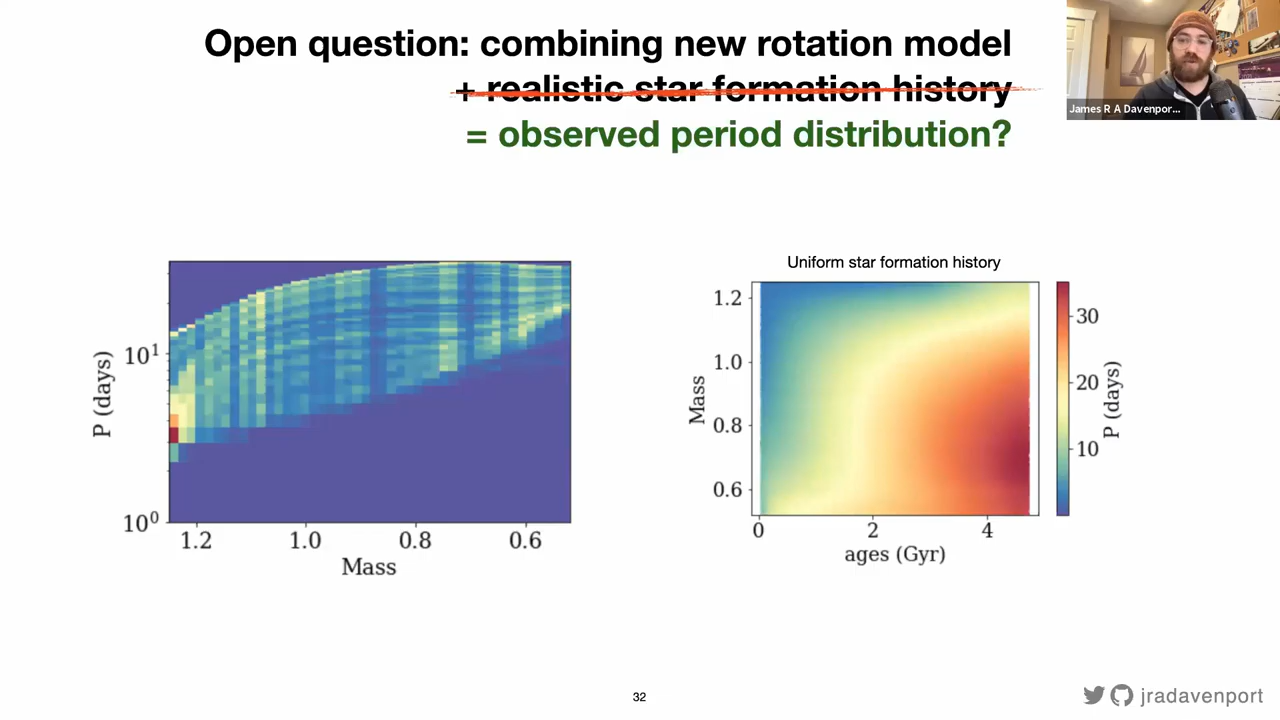 Open question: combining new rotation model
+ realistic star formation history
= observed period distribution?
James R A Davenpor...
Uniform star formation history
P (days)
10¹
10⁰
1.2 1.0 0.8 0.6
Mass
Mass
1.2
1.0
0.8
0.6
0 2 4
ages (Gyr)
30
20
10
P (days)
32
jradavenport